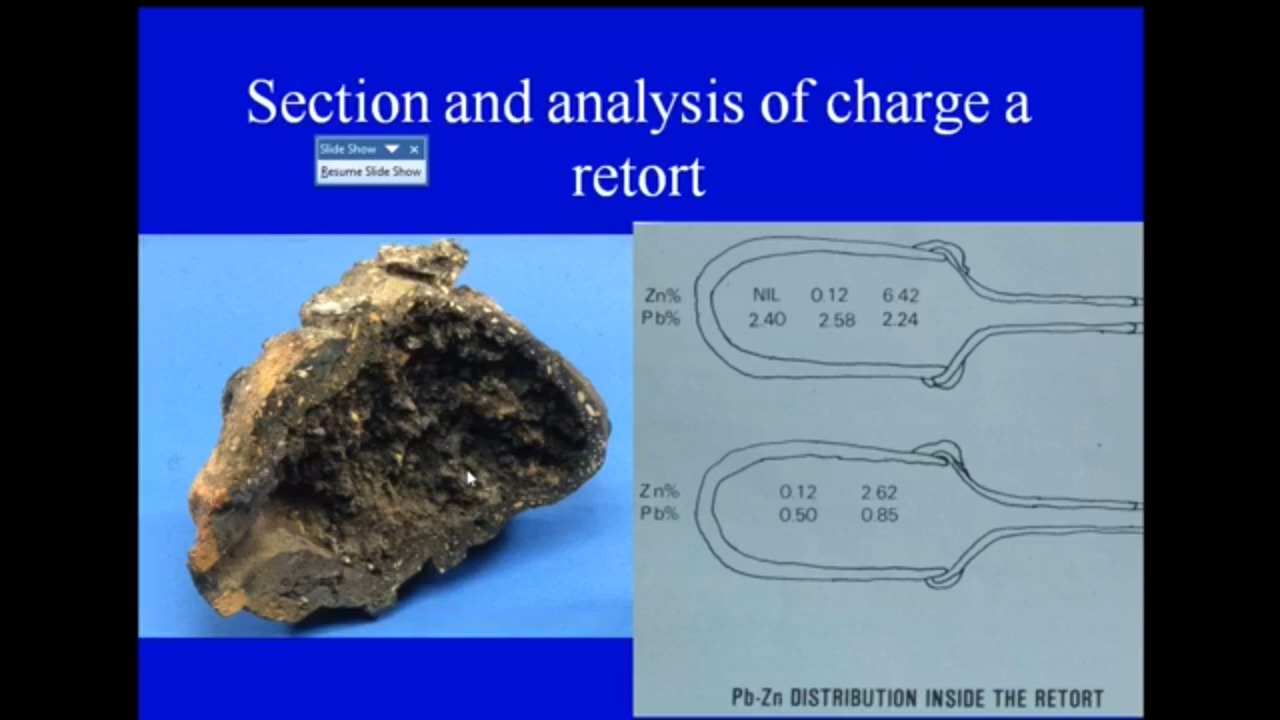 Section and analysis of charge a
retort
Slide Show
Resume Slide Show
Zn% NIL 0.12 6.42
Pb% 2.40 2.58 2.24
Zn% 0.12 2 62
Pb% 0.50 0.85
Pb-Zn DISTRIBUTION INSIDE THE RETORT